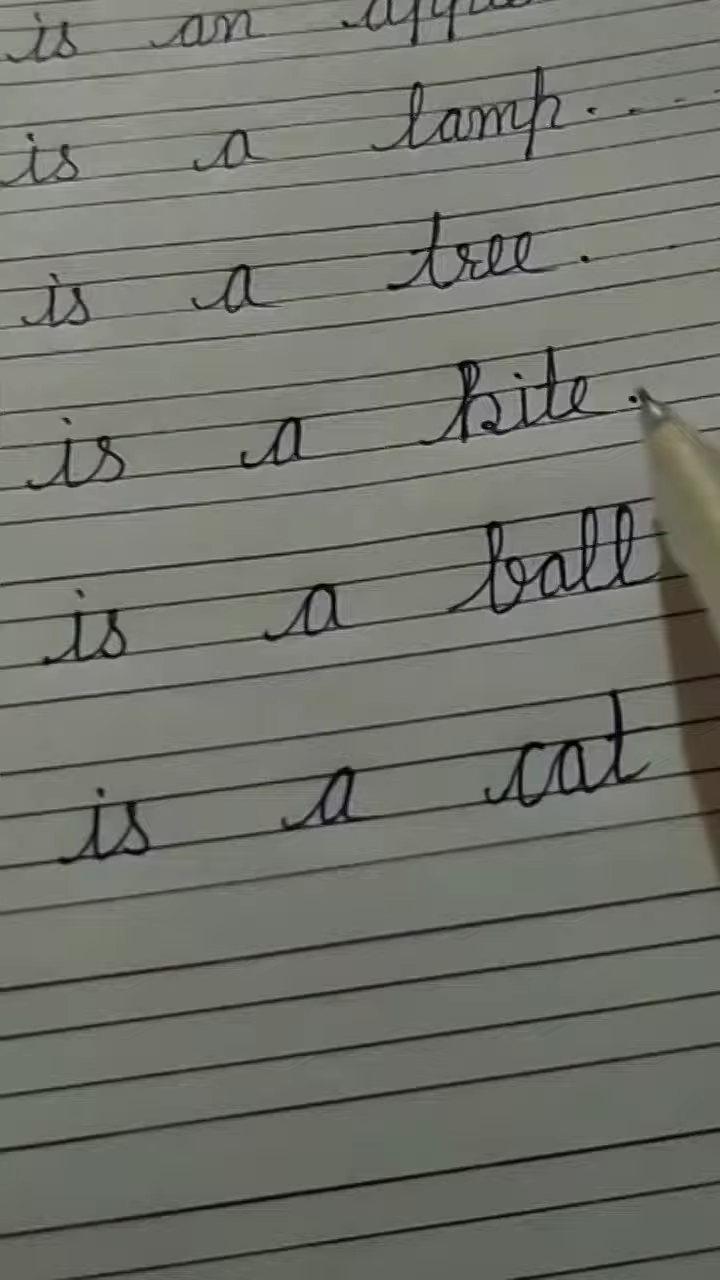 is an
is a lamp....
is a tree. .
is a kite.
is a ball
is a cat